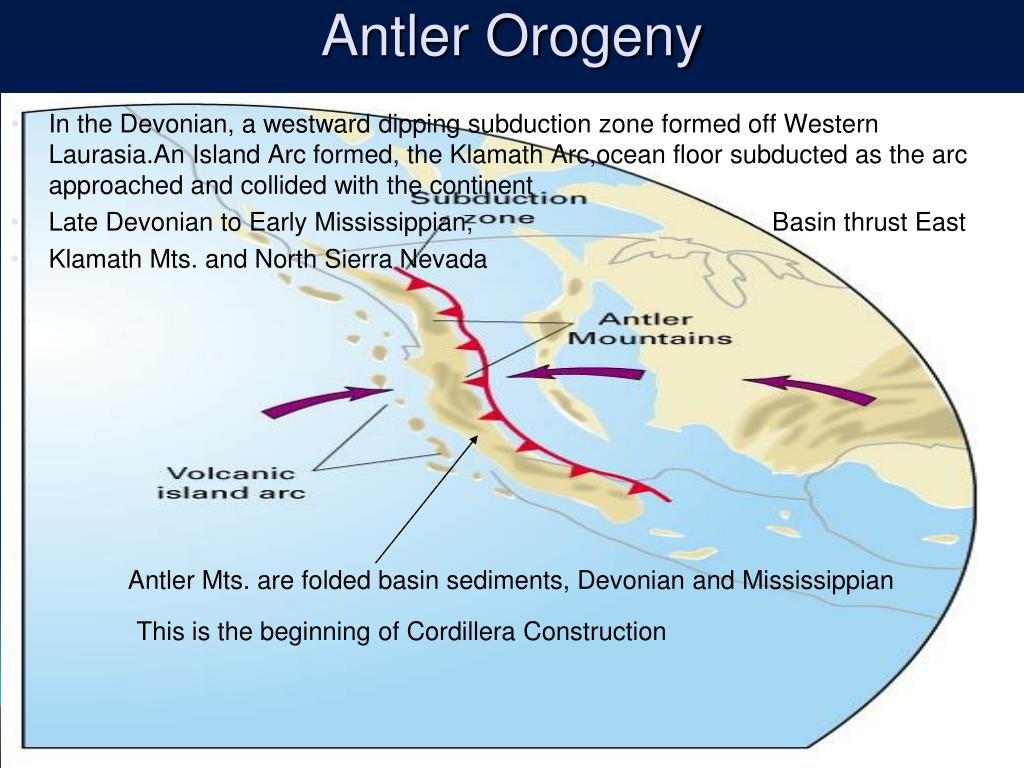 Antler Orogeny
• In the Devonian, a westward dipping subduction zone formed off Western
Laurasia.An Island Arc formed, the Klamath Arc,ocean floor subducted as the arc
approached and collided with the continent
Subduction
zone
• Late Devonian to Early Mississippian, Basin thrust East
• Klamath Mts. and North Sierra Nevada
Antler
Mountains
Volcanic
island arc
Antler Mts. are folded basin sediments, Devonian and Mississippian
This is the beginning of Cordillera Construction